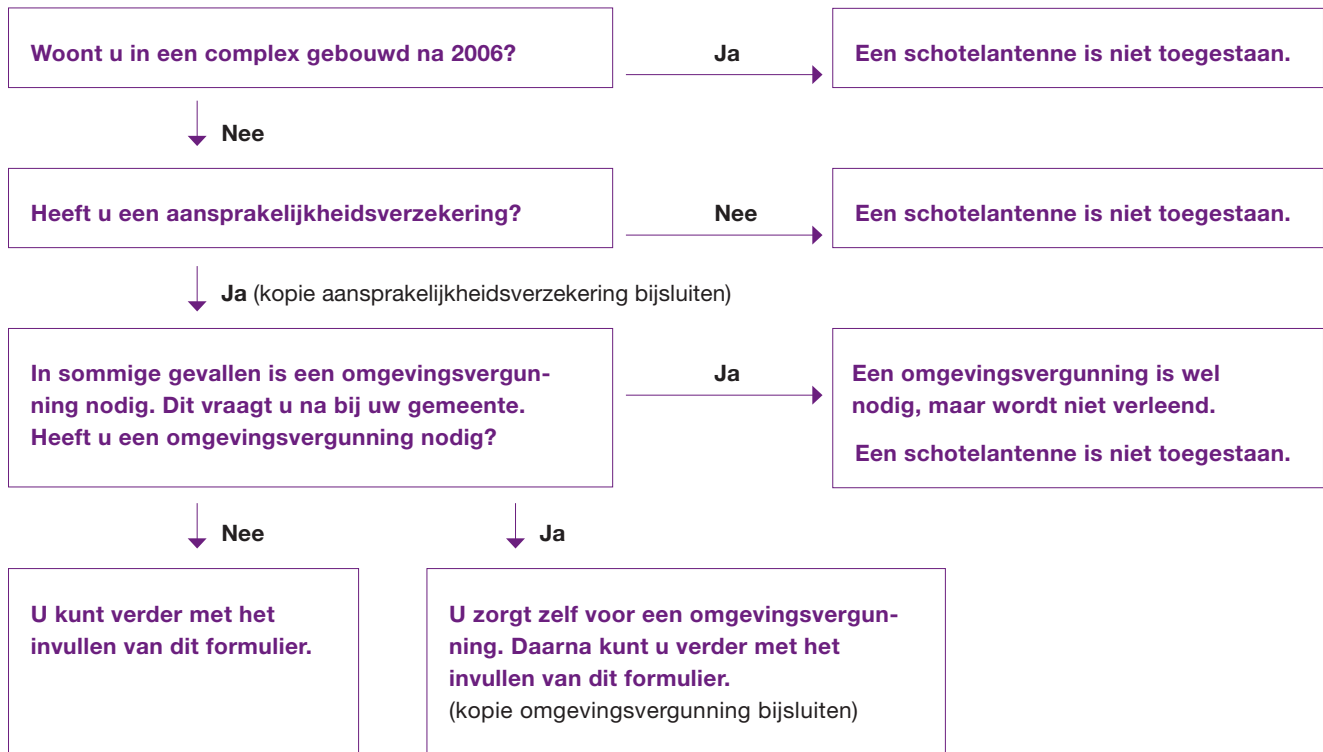 Woont u in een complex gebouwd na 2006?
Ja
Een schotelantenne is niet toegestaan.
Nee
Heeft u een aansprakelijkheidsverzekering?
Nee
Een schotelantenne is niet toegestaan.
Ja (kopie aansprakelijkheidsverzekering bijsluiten)
In sommige gevallen is een omgevingsvergun-
ning nodig. Dit vraagt u na bij uw gemeente.
Heeft u een omgevingsvergunning nodig?
Ja
Een omgevingsvergunning is wel
nodig, maar wordt niet verleend.
Een schotelantenne is niet toegestaan.
Nee
Ja
U kunt verder met het
invullen van dit formulier.
U zorgt zelf voor een omgevingsvergun-
ning. Daarna kunt u verder met het
invullen van dit formulier.
(kopie omgevingsvergunning bijsluiten)